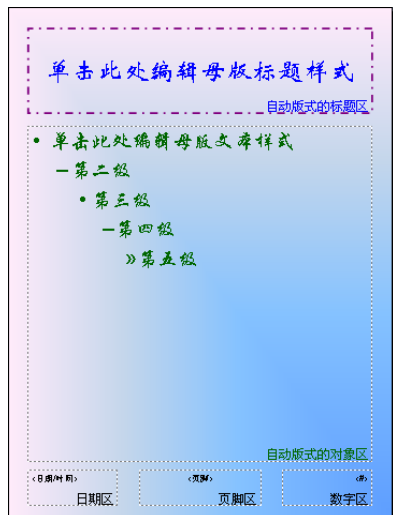 单击此处编辑母版标题样式
自动版式的标题区
• 单击此处编辑母版文本样式
– 第二级
• 第三级
– 第四级
» 第五级
自动版式的对象区
<日期/时间>
<页脚>
<#>
日期区
页脚区
数字区